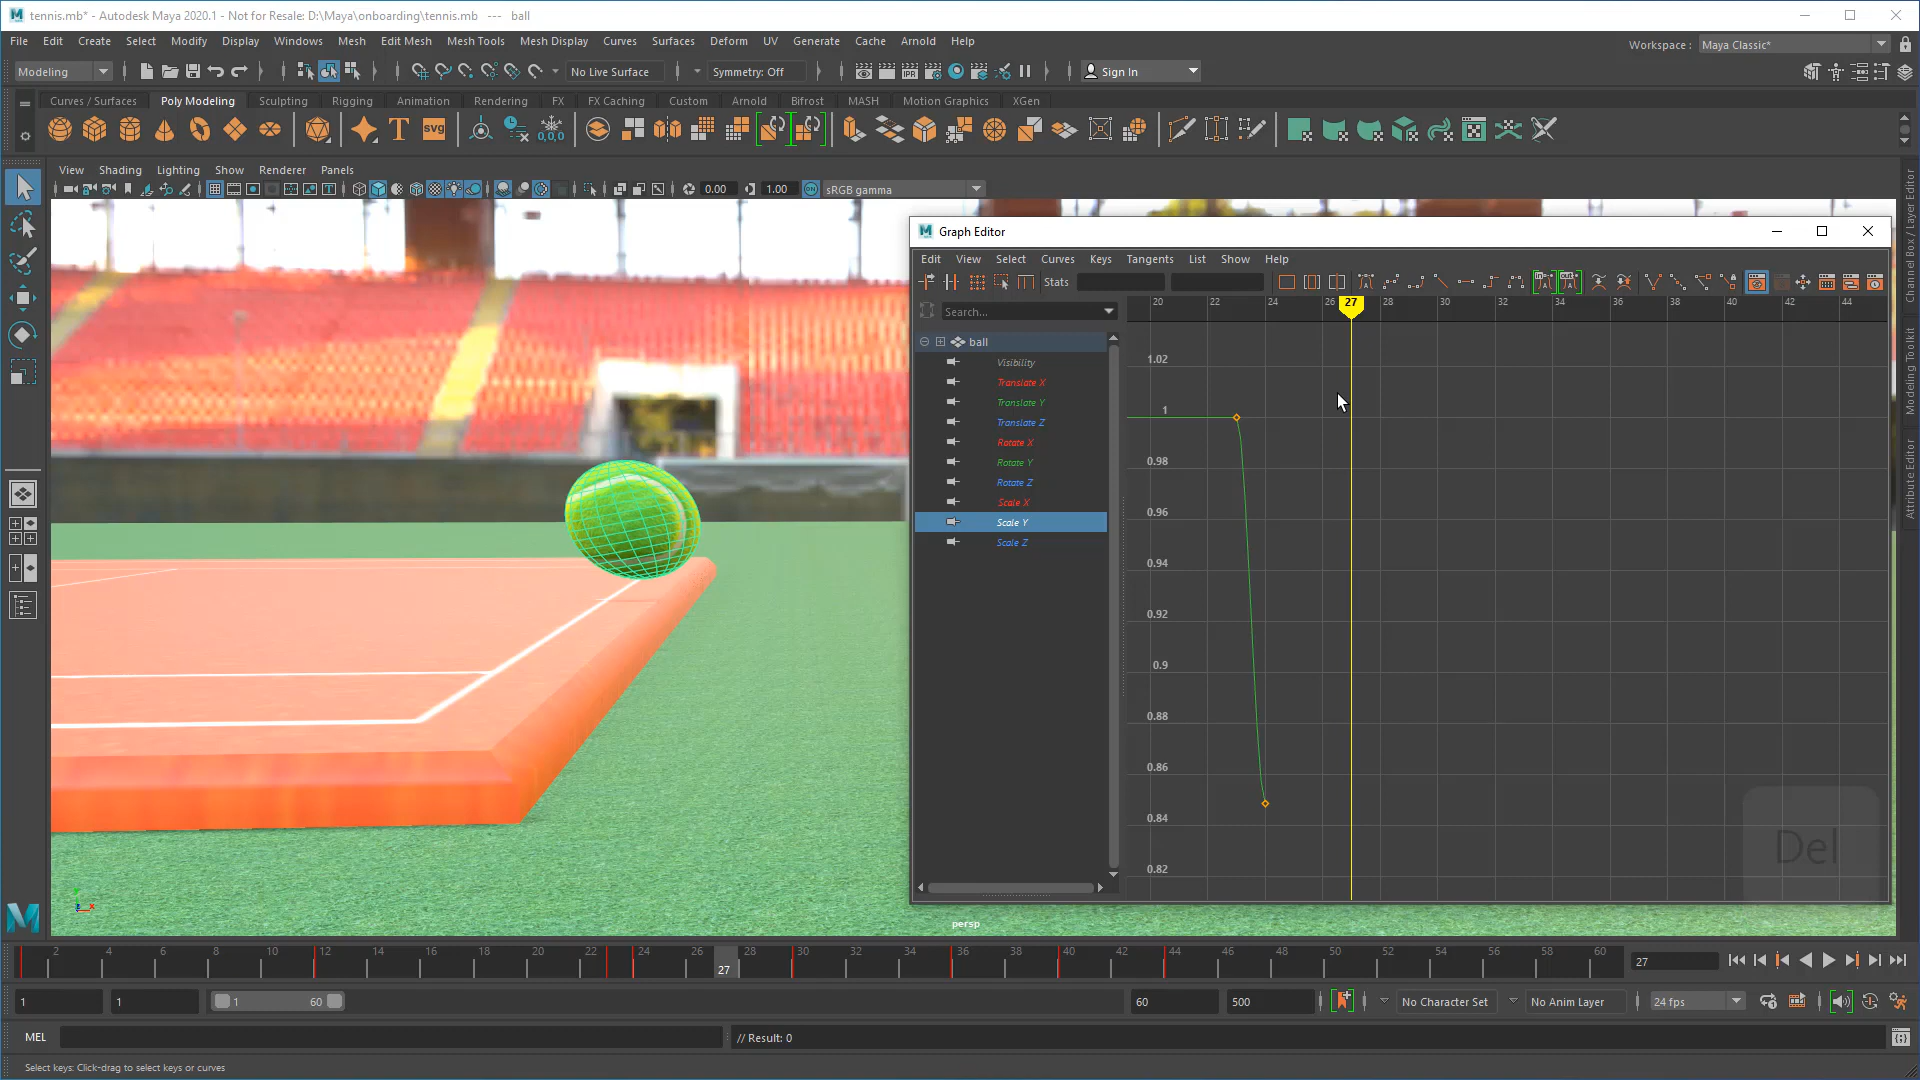 tennis.mb* - Autodesk Maya 2020.1 - Not for Resale: D:\Maya\onboarding\tennis.mb --- ball
File Edit Create Select Modify Display Windows Mesh Edit Mesh Mesh Tools Mesh Display Curves Surfaces Deform UV Generate Cache Arnold Help
Workspace : Maya Classic*
Modeling No Live Surface Symmetry: Off IPR Sign In
Curves / Surfaces Poly Modeling Sculpting Rigging Animation Rendering FX FX Caching Custom Arnold Bifrost MASH Motion Graphics XGen
T svg 0,0,0
View Shading Lighting Show Renderer Panels
0.00 1.00 ON sRGB gamma
Channel Box / Layer Editor
Modeling Toolkit
Attribute Editor
Graph Editor
Edit View Select Curves Keys Tangents List Show Help
Stats
Search...
20 22 24 26 27 28 30 32 34 36 38 40 42 44
ball
Visibility
Translate X
Translate Y
Translate Z
Rotate X
Rotate Y
Rotate Z
Scale X
Scale Y
Scale Z
1.02
1
0.98
0.96
0.94
0.92
0.9
0.88
0.86
0.84
0.82
Del
persp
2 4 6 8 10 12 14 16 18 20 22 24 26 27 28 30 32 34 36 38 40 42 44 46 48 50 52 54 56 58 60
27
1 1 1 60 60 500 No Character Set No Anim Layer 24 fps
MEL // Result: 0
Select keys: Click-drag to select keys or curves